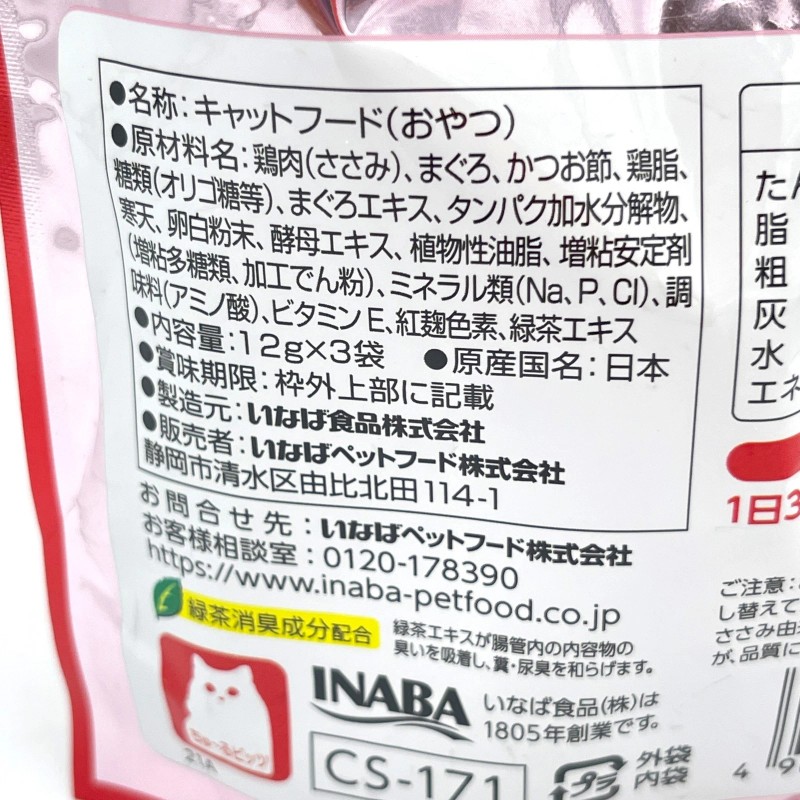 ●名称：キャットフード（おやつ）
●原材料名：鶏肉（ささみ）、まぐろ、かつお節、鶏脂、
糖類（オリゴ糖等）、まぐろエキス、タンパク加水分解物、
寒天、卵白粉末、酵母エキス、植物性油脂、増粘安定剤
（増粘多糖類、加工でん粉）、ミネラル類（Na、P、Cl）、調
味料（アミノ酸）、ビタミンE、紅麹色素、緑茶エキス
●内容量：12g×3袋 ●原産国名：日本
●賞味期限：枠外上部に記載
●製造元：いなば食品株式会社
●販売者：いなばペットフード株式会社
静岡市清水区由比北田114-1
お問合せ先：いなばペットフード株式会社
お客様相談室：0120-178390
https://www.inaba-petfood.co.jp
緑茶消臭成分配合
緑茶エキスが腸管内の内容物の
臭いを吸着し、糞・尿臭を和らげます。
ちゅ～るビッツ
21A
INABA
いなば食品（株）は
1805年創業です。
CS-171
プラ
外袋
内袋
たん
脂
粗
灰
水
エネ
1日3
ご注意：
し替えて
ささみ由
が、品質に
4